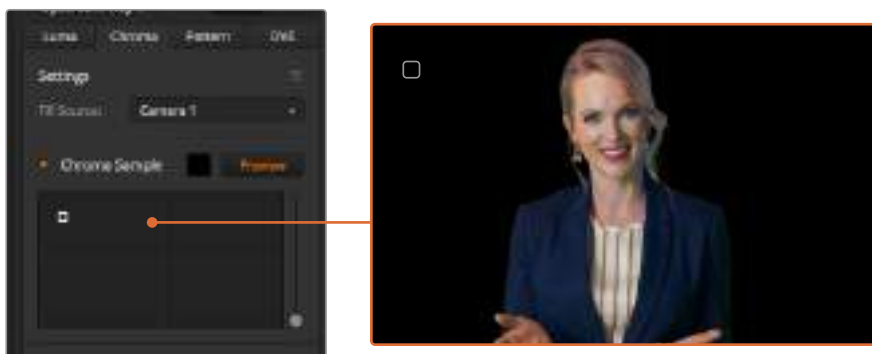 Luma Chroma Pattern DVE
Settings
Fill Source: Camera 1
Chroma Sample Preview